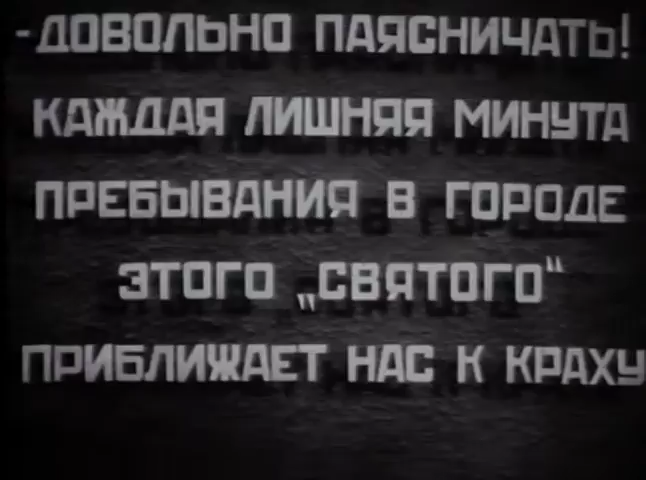 -ДОВОЛЬНО ПАЯСНИЧАТЬ!
КАЖДАЯ ЛИШНЯЯ МИНУТА
ПРЕБЫВАНИЯ В ГОРОДЕ
ЭТОГО „СВЯТОГО“
ПРИБЛИЖАЕТ НАС К КРАХУ